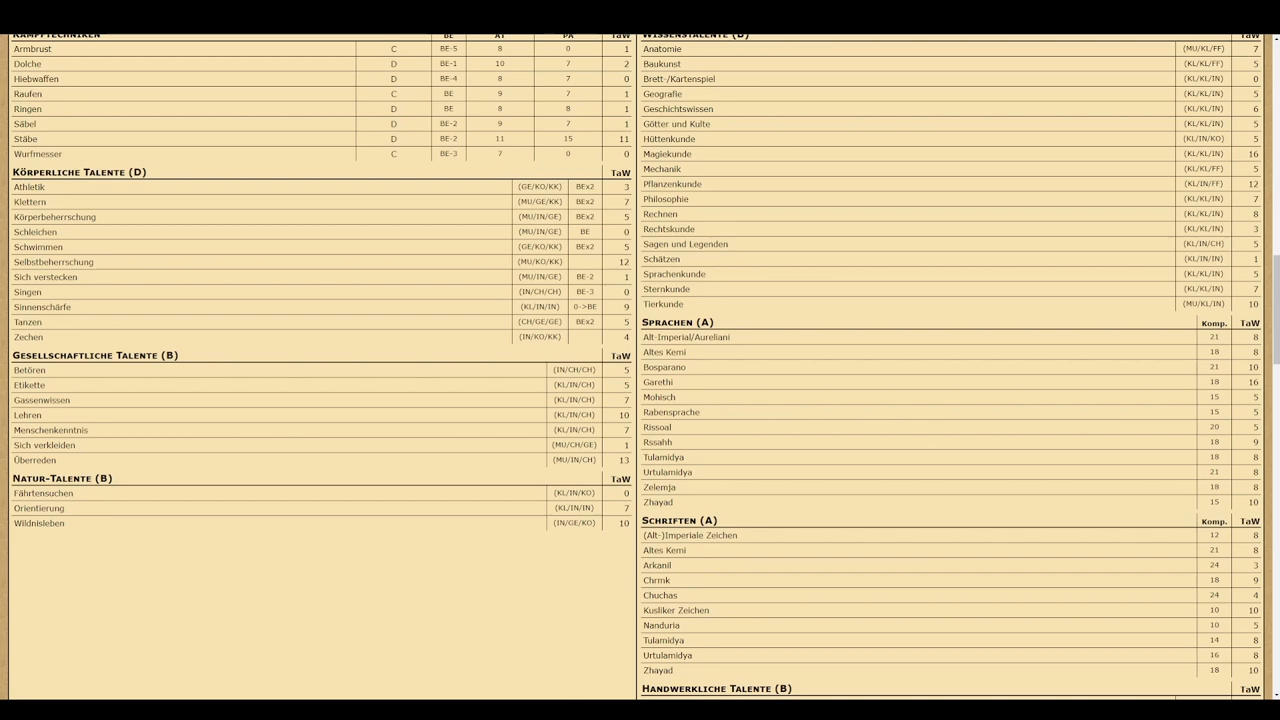 KAMPFTECHNIKEN BE AT PA TaW
Armbrust C BE-5 8 0 1
Dolche D BE-1 10 7 2
Hiebwaffen D BE-4 8 7 0
Raufen C BE 9 7 1
Ringen D BE 8 8 1
Säbel D BE-2 9 7 1
Stäbe D BE-2 11 15 11
Wurfmesser C BE-3 7 0 0
KÖRPERLICHE TALENTE (D) TaW
Athletik (GE/KO/KK) BEx2 3
Klettern (MU/GE/KK) BEx2 7
Körperbeherrschung (MU/IN/GE) BEx2 5
Schleichen (MU/IN/GE) BE 0
Schwimmen (GE/KO/KK) BEx2 5
Selbstbeherrschung (MU/KO/KK) 12
Sich verstecken (MU/IN/GE) BE-2 1
Singen (IN/CH/CH) BE-3 0
Sinnenschärfe (KL/IN/IN) 0->BE 9
Tanzen (CH/GE/GE) BEx2 5
Zechen (IN/KO/KK) 4
GESELLSCHAFTLICHE TALENTE (B) TaW
Betören (IN/CH/CH) 5
Etikette (KL/IN/CH) 5
Gassenwissen (KL/IN/CH) 7
Lehren (KL/IN/CH) 10
Menschenkenntnis (KL/IN/CH) 7
Sich verkleiden (MU/CH/GE) 1
Überreden (MU/IN/CH) 13
NATUR-TALENTE (B) TaW
Fährtensuchen (KL/IN/KO) 0
Orientierung (KL/IN/IN) 7
Wildnisleben (IN/GE/KO) 10
WISSENSTALENTE (B) TaW
Anatomie (MU/KL/FF) 7
Baukunst (KL/KL/FF) 5
Brett-/Kartenspiel (KL/KL/IN) 0
Geografie (KL/KL/IN) 5
Geschichtswissen (KL/KL/IN) 6
Götter und Kulte (KL/KL/IN) 5
Hüttenkunde (KL/IN/KO) 5
Magiekunde (KL/KL/IN) 16
Mechanik (KL/KL/FF) 5
Pflanzenkunde (KL/IN/FF) 12
Philosophie (KL/KL/IN) 7
Rechnen (KL/KL/IN) 8
Rechtskunde (KL/KL/IN) 3
Sagen und Legenden (KL/IN/CH) 5
Schätzen (KL/IN/IN) 1
Sprachenkunde (KL/KL/IN) 5
Sternkunde (KL/KL/IN) 7
Tierkunde (MU/KL/IN) 10
SPRACHEN (A) Komp. TaW
Alt-Imperial/Aureliani 21 8
Altes Kemi 18 8
Bosparano 21 10
Garethi 18 16
Mohisch 15 5
Rabensprache 15 5
Rissoal 20 5
Rssahh 18 9
Tulamidya 18 8
Urtulamidya 21 8
Zelemja 18 8
Zhayad 15 10
SCHRIFTEN (A) Komp. TaW
(Alt-)Imperiale Zeichen 12 8
Altes Kemi 21 8
Arkanil 24 3
Chrmk 18 9
Chuchas 24 4
Kusliker Zeichen 10 10
Nanduria 10 5
Tulamidya 14 8
Urtulamidya 16 8
Zhayad 18 10
HANDWERKLICHE TALENTE (B) TaW